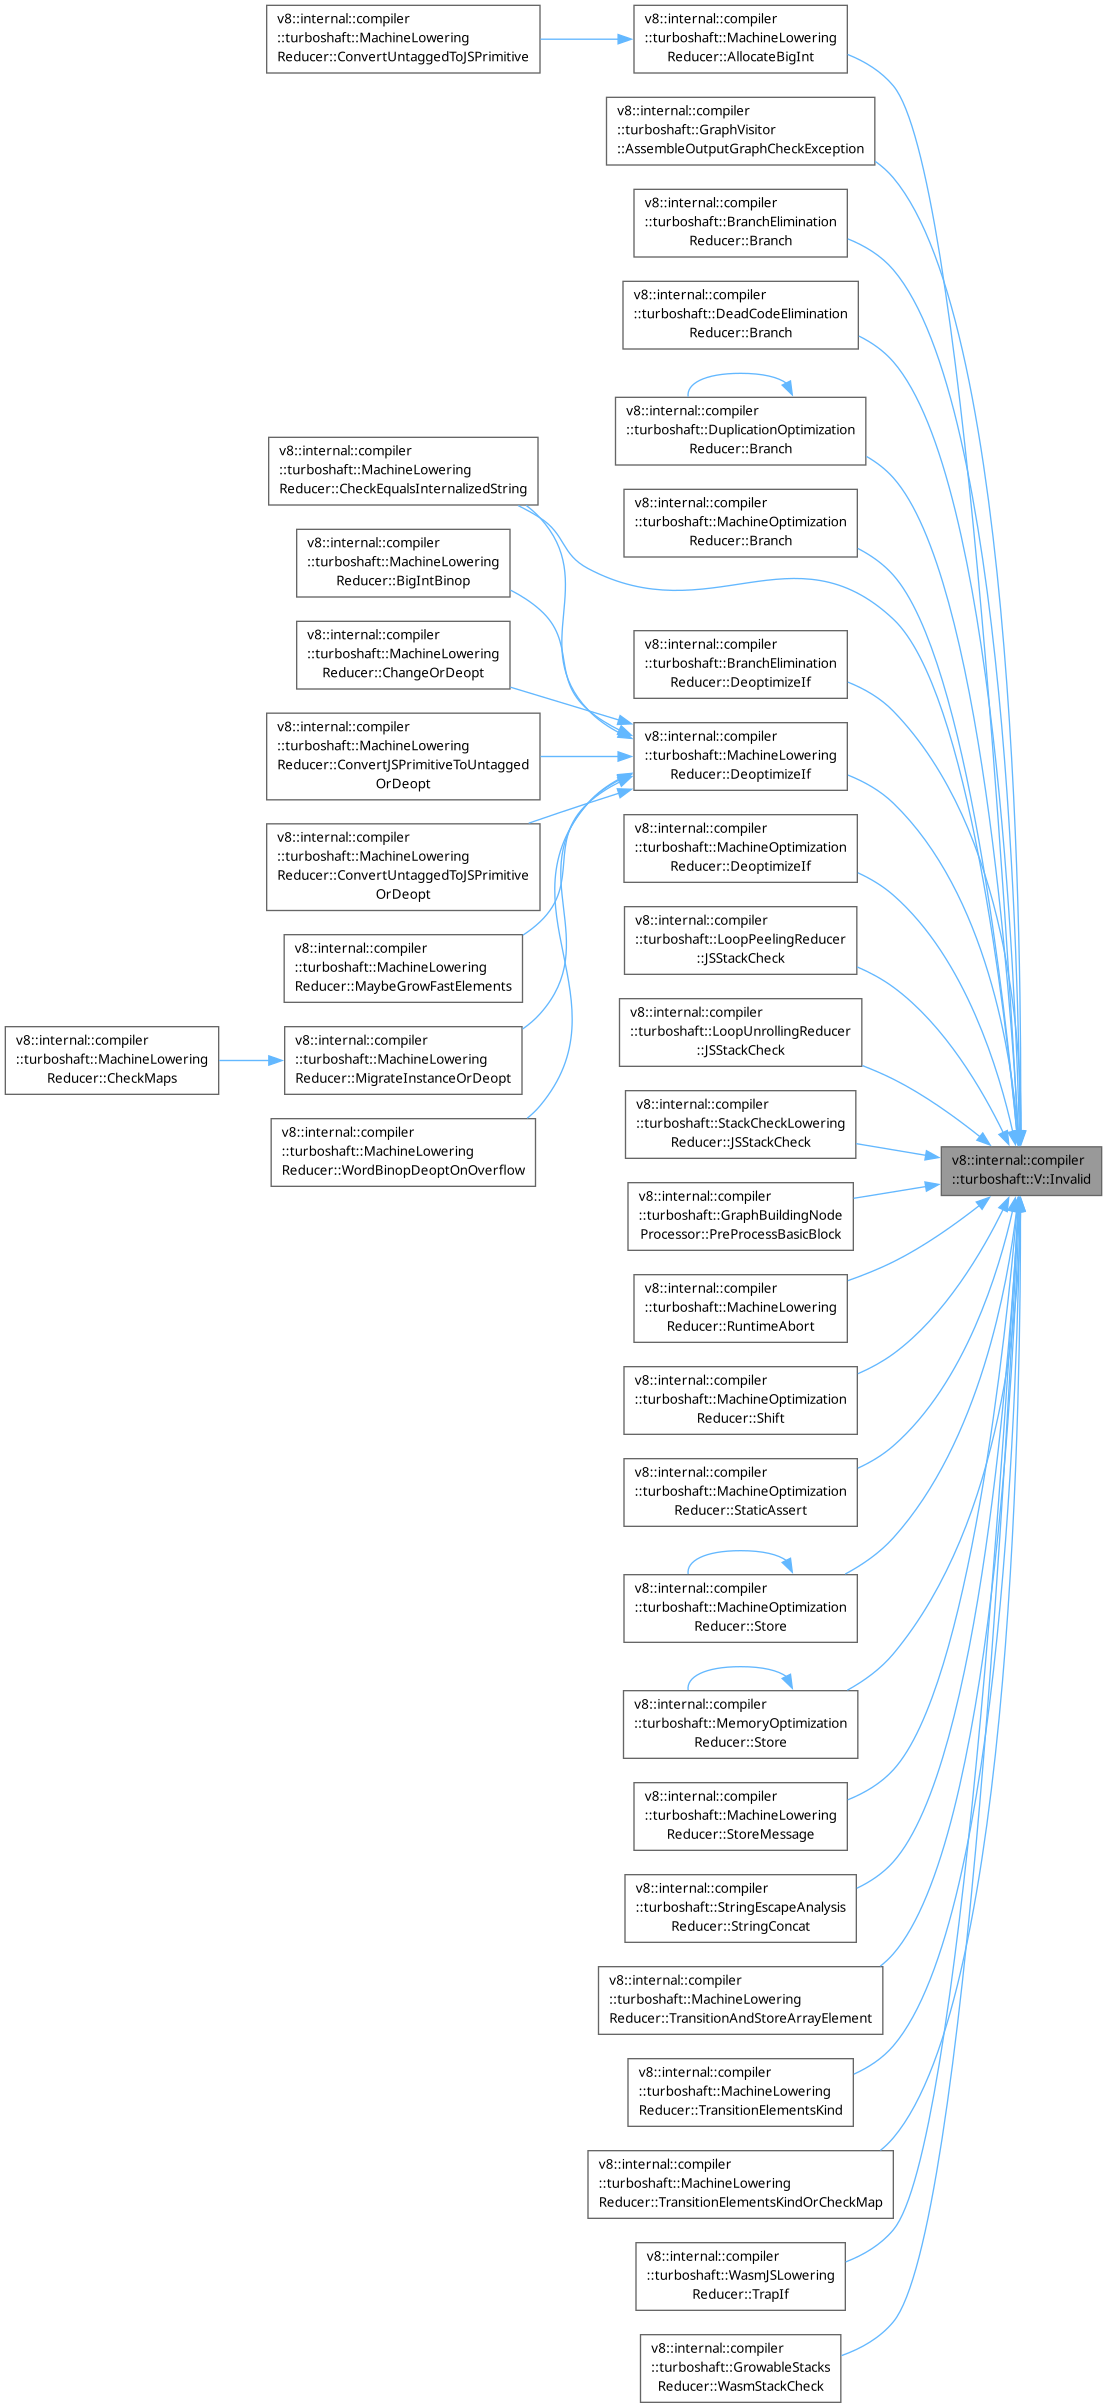 v8::internal::compiler
::turboshaft::MachineLowering
Reducer::ConvertUntaggedToJSPrimitive
v8::internal::compiler
::turboshaft::MachineLowering
Reducer::AllocateBigInt
v8::internal::compiler
::turboshaft::GraphVisitor
::AssembleOutputGraphCheckException
v8::internal::compiler
::turboshaft::BranchElimination
Reducer::Branch
v8::internal::compiler
::turboshaft::DeadCodeElimination
Reducer::Branch
v8::internal::compiler
::turboshaft::DuplicationOptimization
Reducer::Branch
v8::internal::compiler
::turboshaft::MachineLowering
Reducer::CheckEqualsInternalizedString
v8::internal::compiler
::turboshaft::MachineOptimization
Reducer::Branch
v8::internal::compiler
::turboshaft::MachineLowering
Reducer::BigIntBinop
v8::internal::compiler
::turboshaft::MachineLowering
Reducer::ChangeOrDeopt
v8::internal::compiler
::turboshaft::BranchElimination
Reducer::DeoptimizeIf
v8::internal::compiler
::turboshaft::MachineLowering
Reducer::ConvertJSPrimitiveToUntagged
OrDeopt
v8::internal::compiler
::turboshaft::MachineLowering
Reducer::DeoptimizeIf
v8::internal::compiler
::turboshaft::MachineLowering
Reducer::ConvertUntaggedToJSPrimitive
OrDeopt
v8::internal::compiler
::turboshaft::MachineOptimization
Reducer::DeoptimizeIf
v8::internal::compiler
::turboshaft::MachineLowering
Reducer::MaybeGrowFastElements
v8::internal::compiler
::turboshaft::LoopPeelingReducer
::JSStackCheck
v8::internal::compiler
::turboshaft::MachineLowering
Reducer::CheckMaps
v8::internal::compiler
::turboshaft::MachineLowering
Reducer::MigrateInstanceOrDeopt
v8::internal::compiler
::turboshaft::LoopUnrollingReducer
::JSStackCheck
v8::internal::compiler
::turboshaft::MachineLowering
Reducer::WordBinopDeoptOnOverflow
v8::internal::compiler
::turboshaft::StackCheckLowering
Reducer::JSStackCheck
v8::internal::compiler
::turboshaft::V::Invalid
v8::internal::compiler
::turboshaft::GraphBuildingNode
Processor::PreProcessBasicBlock
v8::internal::compiler
::turboshaft::MachineLowering
Reducer::RuntimeAbort
v8::internal::compiler
::turboshaft::MachineOptimization
Reducer::Shift
v8::internal::compiler
::turboshaft::MachineOptimization
Reducer::StaticAssert
v8::internal::compiler
::turboshaft::MachineOptimization
Reducer::Store
v8::internal::compiler
::turboshaft::MemoryOptimization
Reducer::Store
v8::internal::compiler
::turboshaft::MachineLowering
Reducer::StoreMessage
v8::internal::compiler
::turboshaft::StringEscapeAnalysis
Reducer::StringConcat
v8::internal::compiler
::turboshaft::MachineLowering
Reducer::TransitionAndStoreArrayElement
v8::internal::compiler
::turboshaft::MachineLowering
Reducer::TransitionElementsKind
v8::internal::compiler
::turboshaft::MachineLowering
Reducer::TransitionElementsKindOrCheckMap
v8::internal::compiler
::turboshaft::WasmJSLowering
Reducer::TrapIf
v8::internal::compiler
::turboshaft::GrowableStacks
Reducer::WasmStackCheck